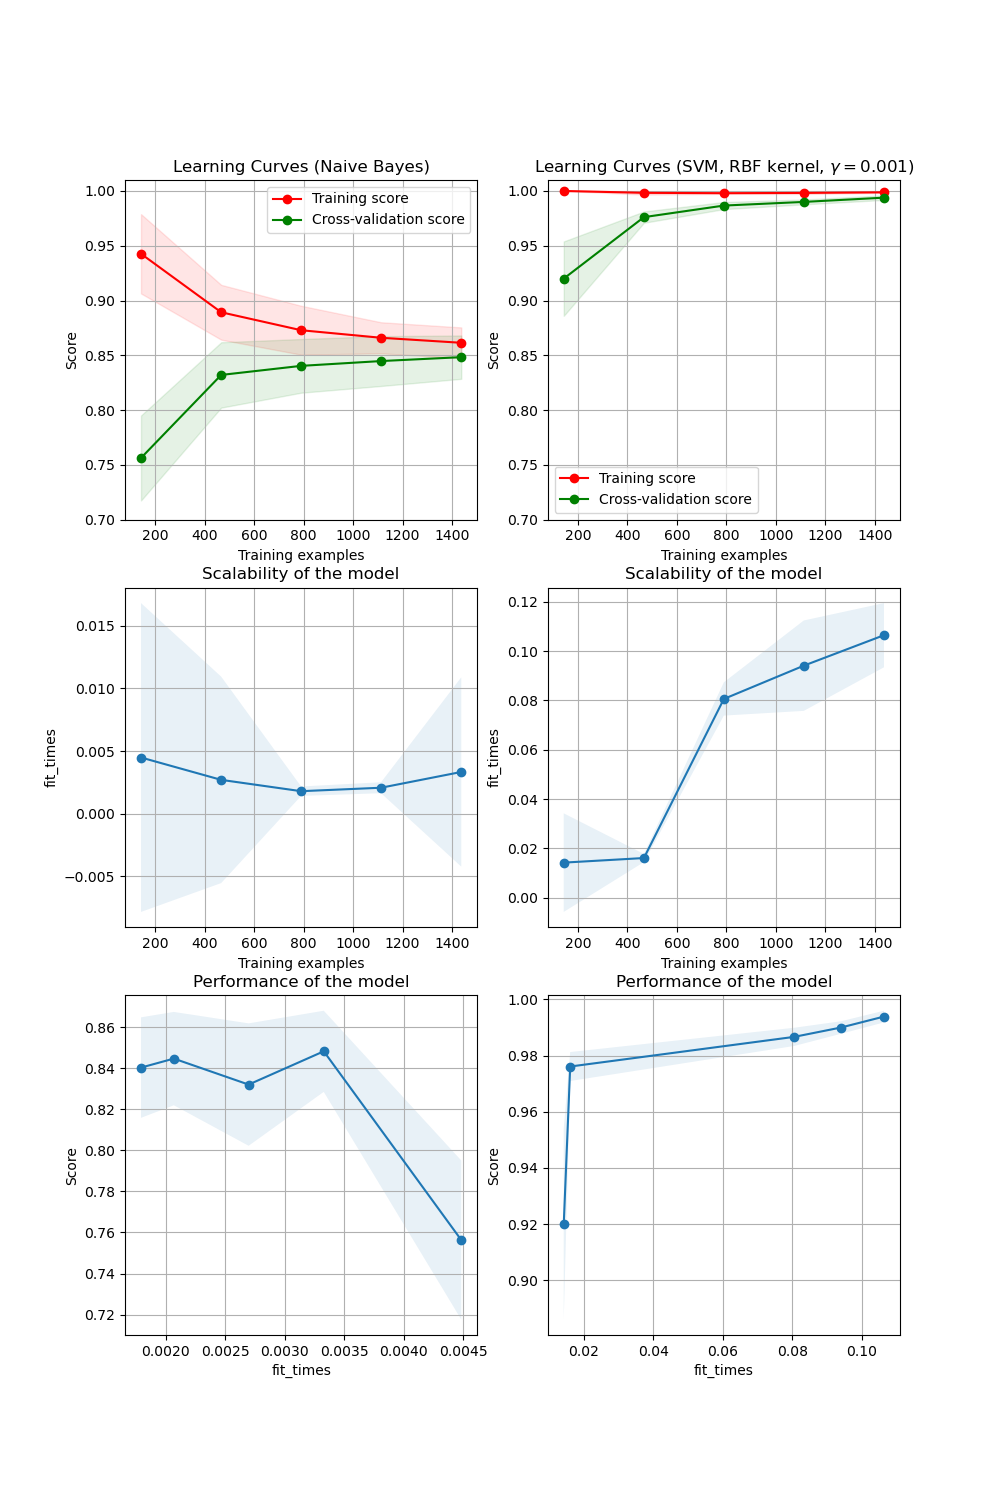 Learning Curves (Naive Bayes)
1.00
0.95
0.90
0.85
0.80
0.75
0.70
Score
Training score
Cross-validation score
200 400 600 800 1000 1200 1400
Training examples
Learning Curves (SVM, RBF kernel, γ = 0.001)
1.00
0.95
0.90
0.85
0.80
0.75
0.70
Score
Training score
Cross-validation score
200 400 600 800 1000 1200 1400
Training examples
Scalability of the model
0.015
0.010
0.005
0.000
−0.005
fit_times
200 400 600 800 1000 1200 1400
Training examples
Scalability of the model
0.12
0.10
0.08
0.06
0.04
0.02
0.00
fit_times
200 400 600 800 1000 1200 1400
Training examples
Performance of the model
0.86
0.84
0.82
0.80
0.78
0.76
0.74
0.72
Score
0.0020 0.0025 0.0030 0.0035 0.0040 0.0045
fit_times
Performance of the model
1.00
0.98
0.96
0.94
0.92
0.90
Score
0.02 0.04 0.06 0.08 0.10
fit_times